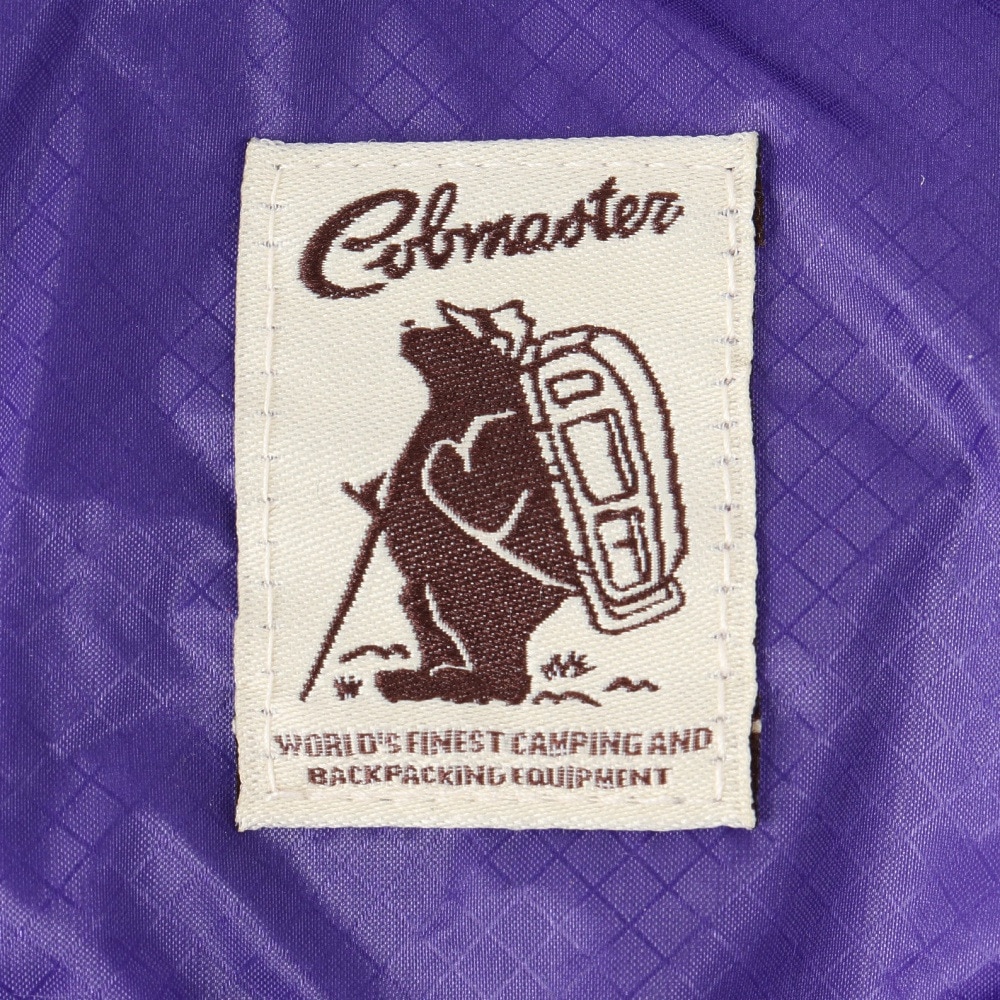 Cobmaster
WORLD'S FINEST CAMPING AND
BACKPACKING EQUIPMENT